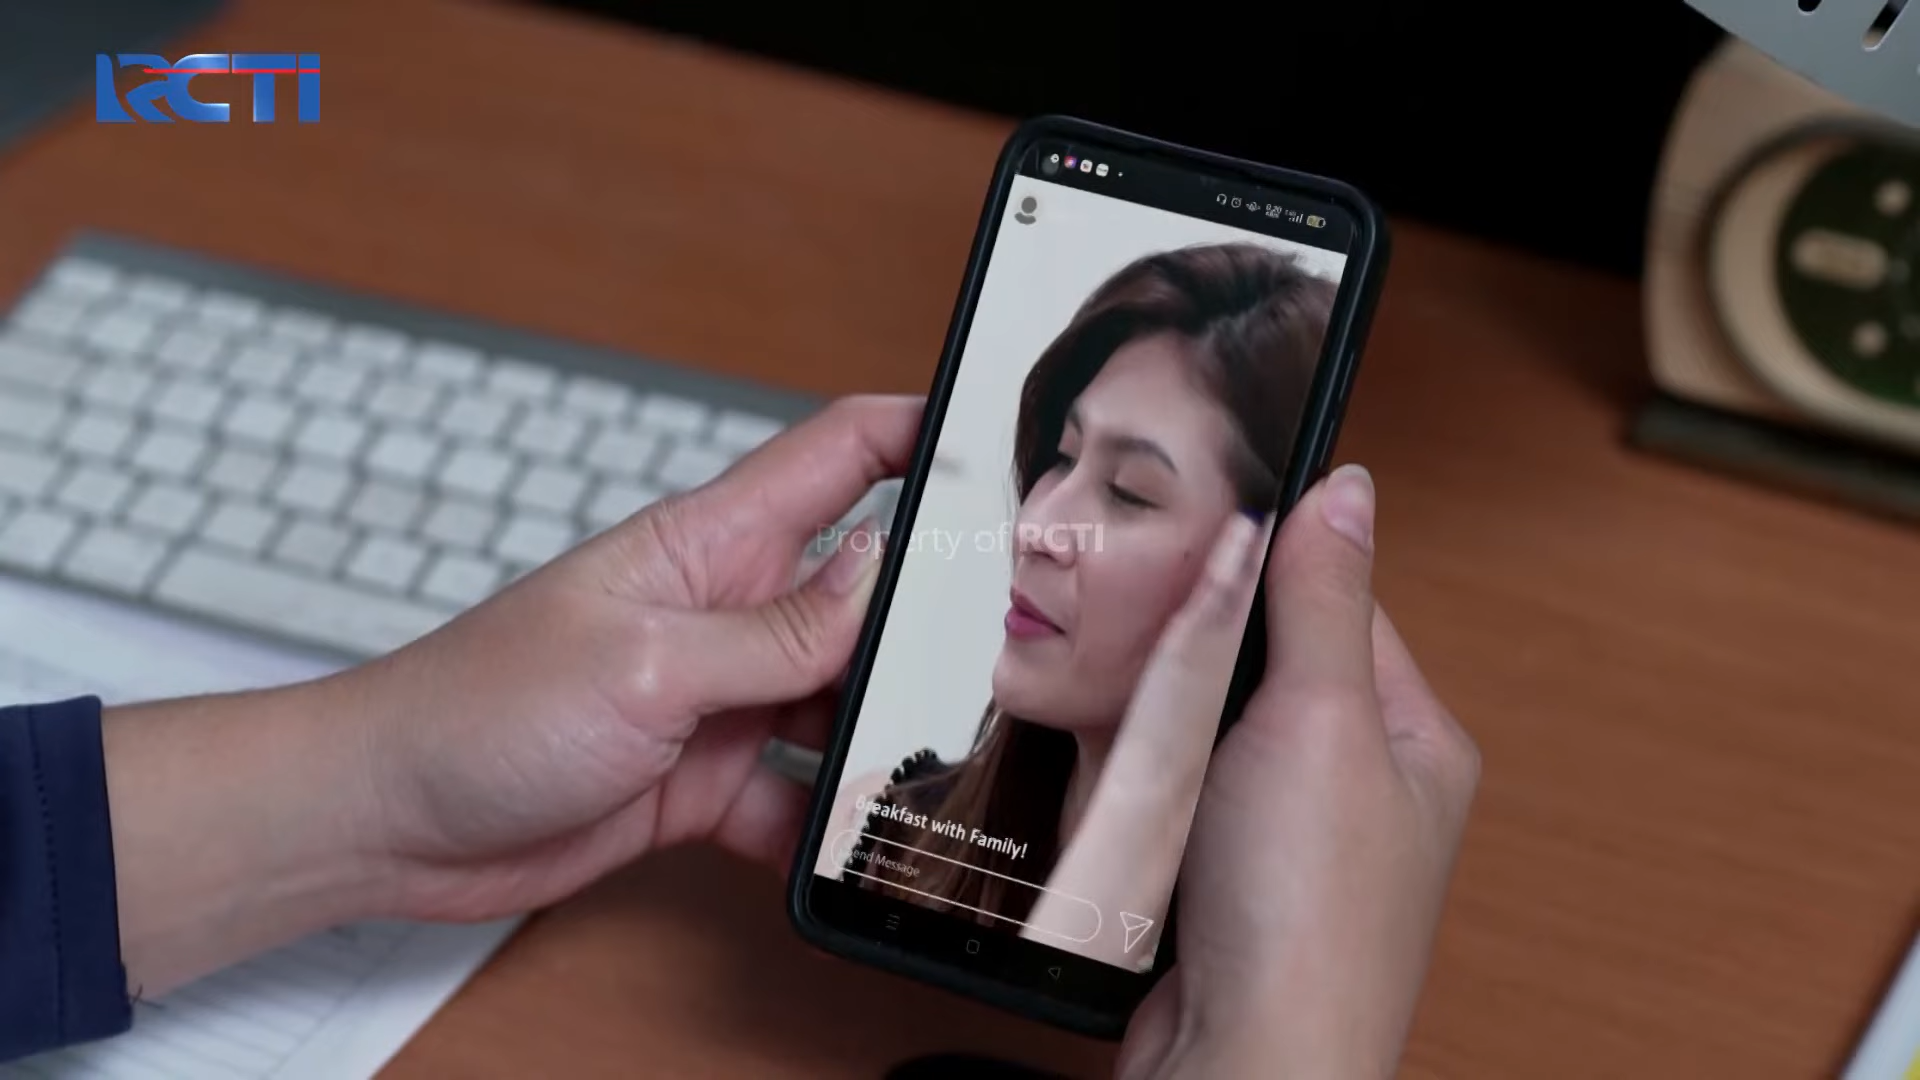 RCTI
Property of RCTI
Breakfast with Family!
Send Message